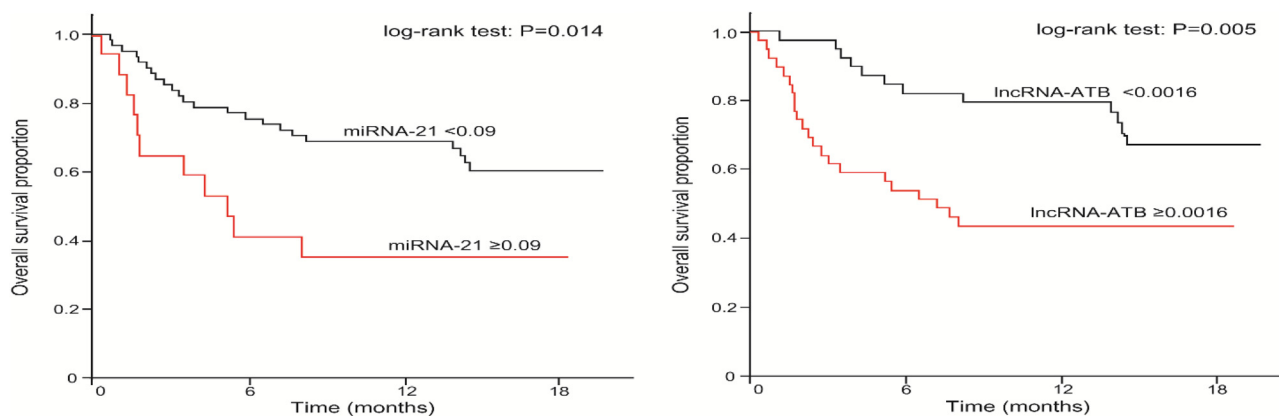 log-rank test: P=0.014
1.0
0.8
0.6
0.4
0.2
0
miRNA-21 <0.09
miRNA-21 ≥0.09
Overall survival proportion
0
6
12
18
Time (months)
log-rank test: P=0.005
1.0
0.8
0.6
0.4
0.2
0
lncRNA-ATB <0.0016
lncRNA-ATB ≥0.0016
Overall survival proportion
0
6
12
18
Time (months)